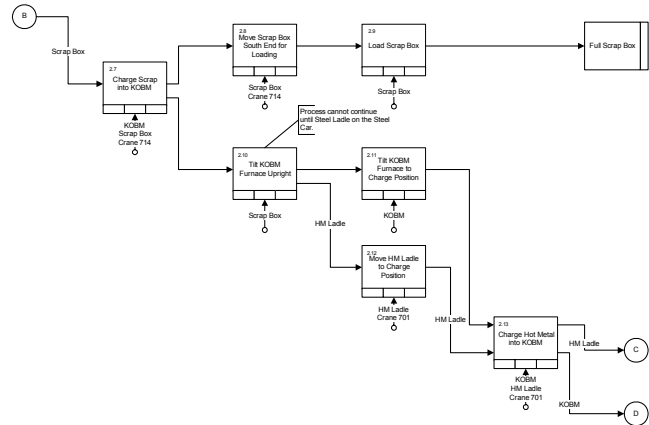 B
Scrap Box
2.7
Charge Scrap
into KOBM
KOBM
Scrap Box
Crane 714
2.8
Move Scrap Box
South End for
Loading
Scrap Box
Crane 714
2.9
Load Scrap Box
Scrap Box
Full Scrap Box
Process cannot continue
until Steel Ladle on the Steel
Car.
2.10
Tilt KOBM
Furnace Upright
Scrap Box
2.11
Tilt KOBM
Furnace to
Charge Position
KOBM
HM Ladle
2.12
Move HM Ladle
to Charge
Position
HM Ladle
Crane 701
HM Ladle
2.13
Charge Hot Metal
into KOBM
KOBM
HM Ladle
Crane 701
HM Ladle
C
KOBM
D